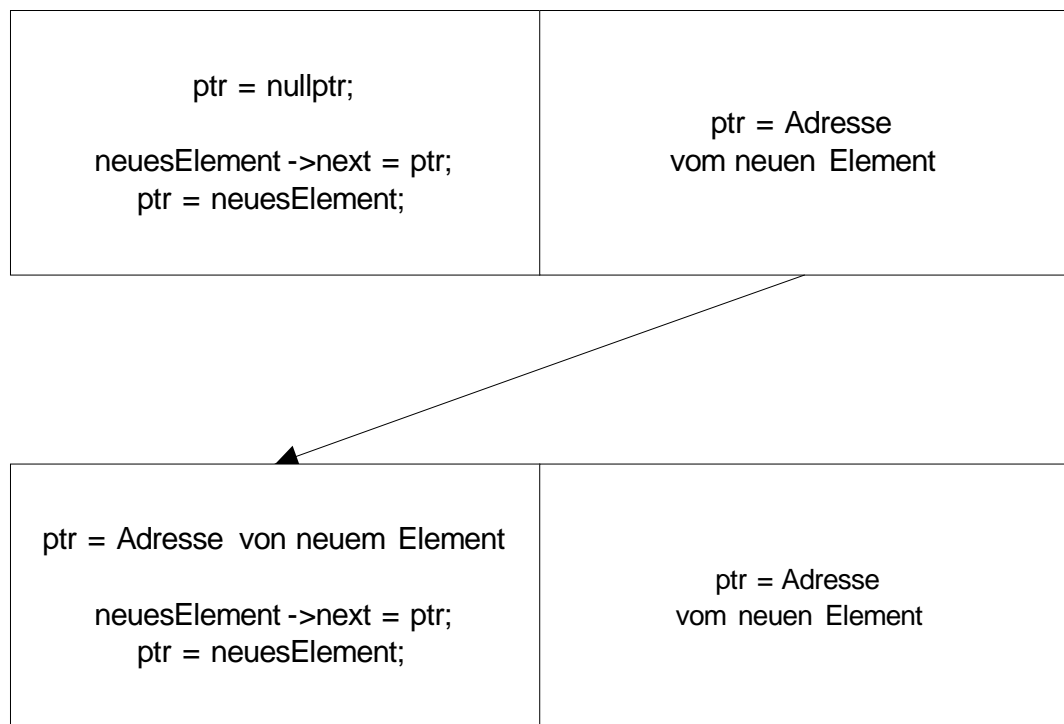 ptr = nullptr;
neuesElement ->next = ptr;
ptr = neuesElement;
ptr = Adresse
vom neuen Element
ptr = Adresse von neuem Element
neuesElement ->next = ptr;
ptr = neuesElement;
ptr = Adresse
vom neuen Element